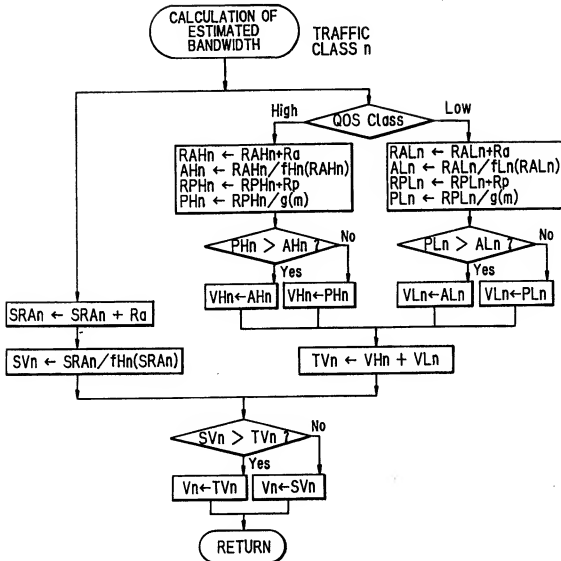 CALCULATION OF
ESTIMATED
BANDWIDTH
TRAFFIC
CLASS n
High
QOS Class
Low
RAHn ← RAHn+Ra
AHn ← RAHn/fHn(RAHn)
RPHn ← RPHn+Rp
PHn ← RPHn/g(m)
RALn ← RALn+Ra
ALn ← RALn/fLn(RALn)
RPLn ← RPLn+Rp
PLn ← RPLn/g(m)
PHn > AHn ?
No
Yes
PLn > ALn ?
No
Yes
VHn←AHn
VHn←PHn
VLn←ALn
VLn←PLn
SRAn ← SRAn + Ra
SVn ← SRAn/fHn(SRAn)
TVn ← VHn + VLn
SVn > TVn ?
No
Yes
Vn←TVn
Vn←SVn
RETURN